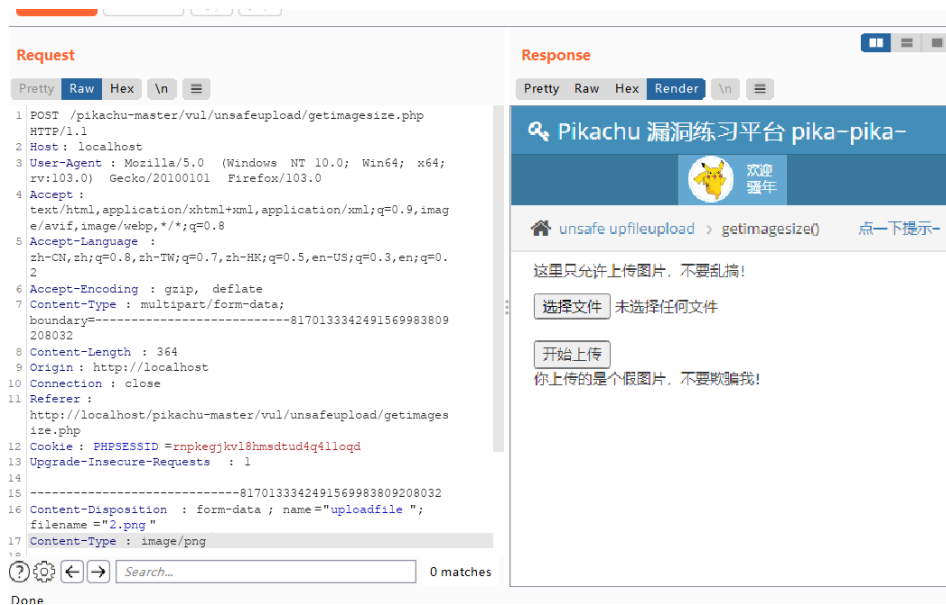 Request
Response
Pretty Raw Hex \n
Pretty Raw Hex Render \n
1 POST /pikachu-master/vul/unsafeupload/getimagesize.php
HTTP/1.1
2 Host: localhost
3 User-Agent : Mozilla/5.0 (Windows NT 10.0; Win64; x64;
rv:103.0) Gecko/20100101 Firefox/103.0
4 Accept :
text/html,application/xhtml+xml,application/xml;q=0.9,imag
e/avif,image/webp,*/*;q=0.8
5 Accept-Language :
zh-CN,zh;q=0.8,zh-TW;q=0.7,zh-HK;q=0.5,en-US;q=0.3,en;q=0.
2
6 Accept-Encoding : gzip, deflate
7 Content-Type : multipart/form-data;
boundary=---------------------------8170133342491569983809
208032
8 Content-Length : 364
9 Origin : http://localhost
10 Connection : close
11 Referer :
http://localhost/pikachu-master/vul/unsafeupload/getimages
ize.php
12 Cookie : PHPSESSID =rnpkegjkvl8hmsdtud4q4lloqd
13 Upgrade-Insecure-Requests : 1
14
15 -----------------------------8170133342491569983809208032
16 Content-Disposition : form-data ; name ="uploadfile ";
filename ="2.png "
17 Content-Type : image/png
18
Search...
0 matches
Done
Pikachu 漏洞练习平台 pika~pika~
欢迎
骚年
unsafe upfileupload > getimagesize() 点一下提示~
这里只允许上传图片，不要乱搞！
选择文件 未选择任何文件
开始上传
你上传的是个假图片，不要欺骗我!